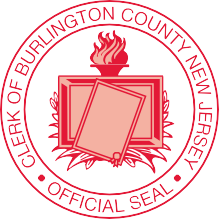 CLERK OF BURLINGTON COUNTY NEW JERSEY
• OFFICIAL SEAL •